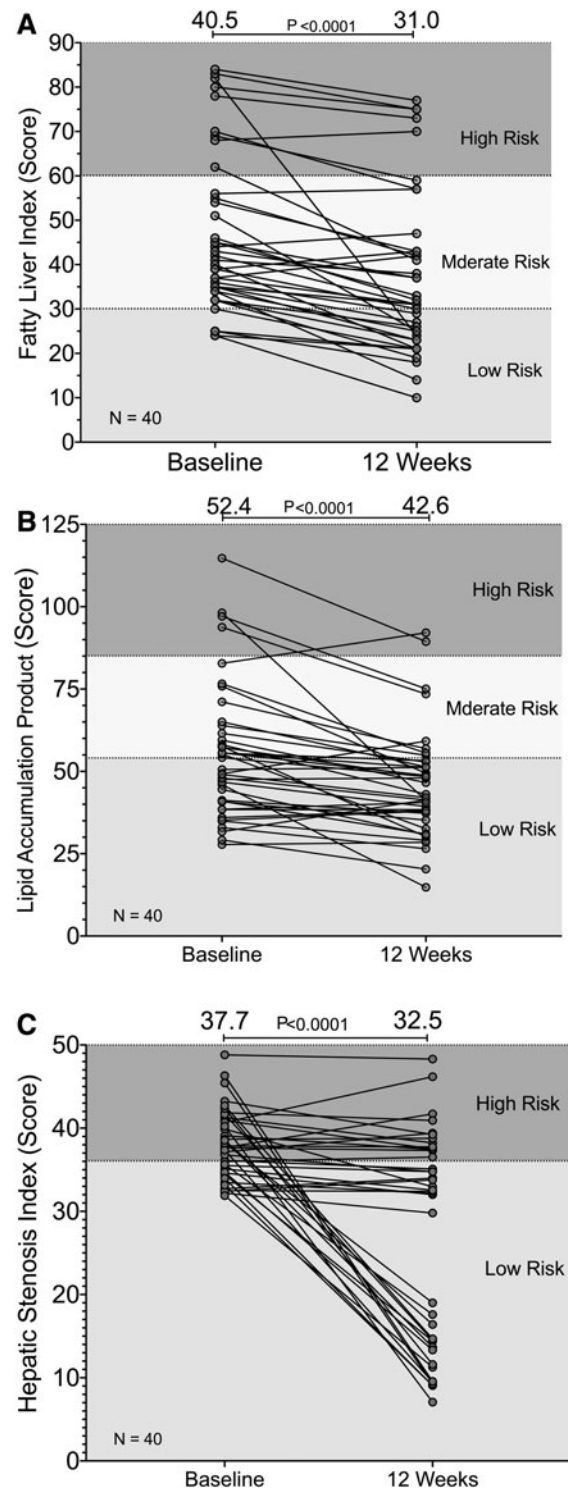 A
40.5 P <0.0001 31.0
Fatty Liver Index (Score)
90
80
70
60
50
40
30
20
10
0
High Risk
Mderate Risk
Low Risk
N = 40
Baseline 12 Weeks
B
52.4 P<0.0001 42.6
Lipid Accumulation Product (Score)
125
100
75
50
25
0
High Risk
Mderate Risk
Low Risk
N = 40
Baseline 12 Weeks
C
37.7 P<0.0001 32.5
Hepatic Stenosis Index (Score)
50
40
30
20
10
0
High Risk
Low Risk
N = 40
Baseline 12 Weeks